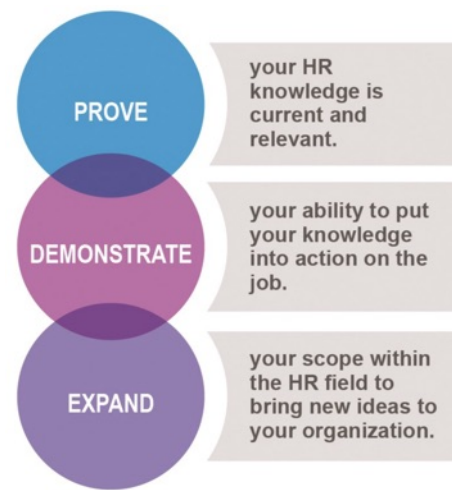 PROVE
your HR
knowledge is
current and
relevant.
DEMONSTRATE
your ability to put
your knowledge
into action on the
job.
EXPAND
your scope within
the HR field to
bring new ideas to
your organization.